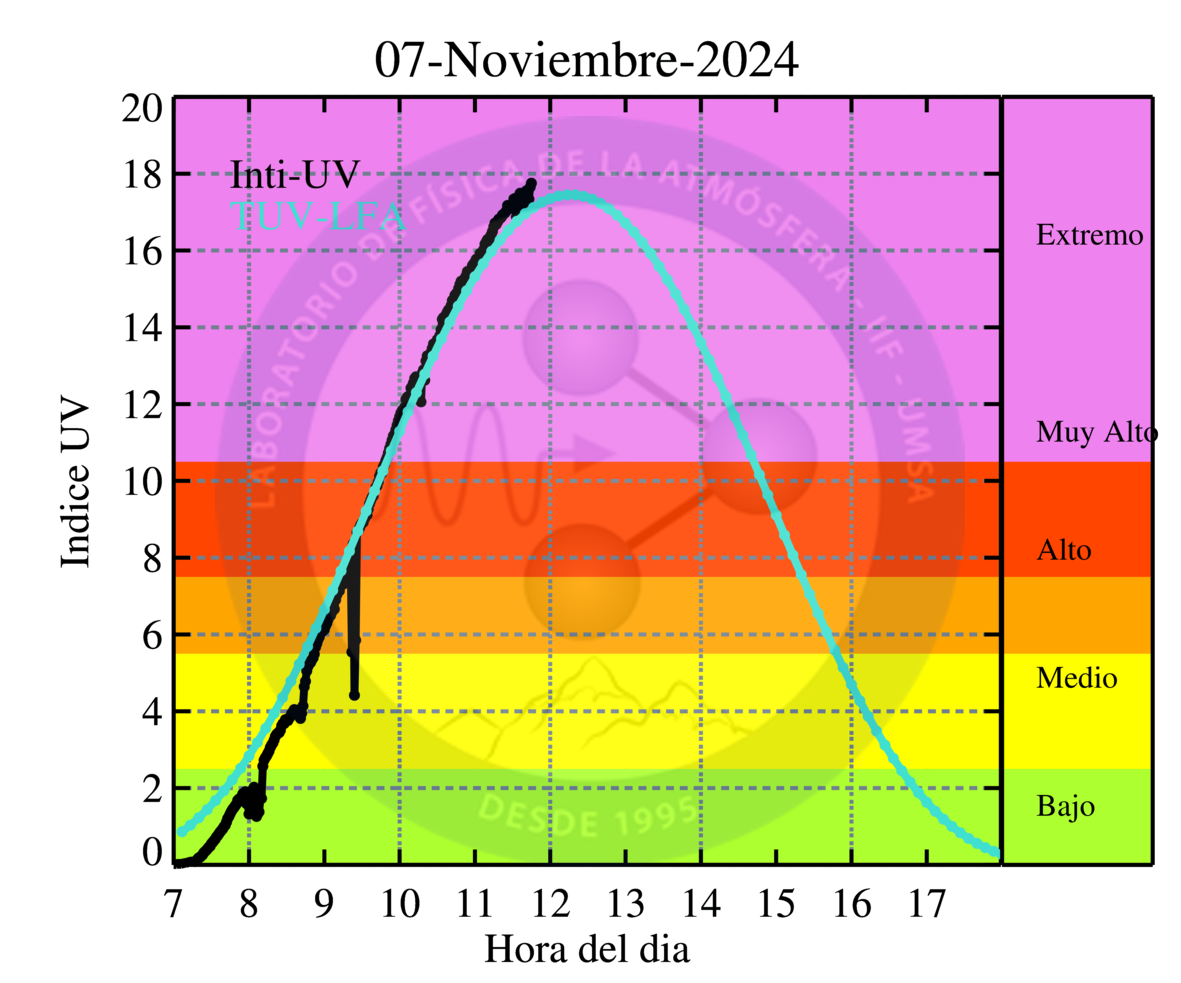 07-Noviembre-2024
20
18
16
14
12
10
8
6
4
2
0
Indice UV
Inti-UV
TUV-LFA
LABORATORIO DE FÍSICA DE LA ATMÓSFERA - IIF - UMSA
DESDE 1995
Extremo
Muy Alto
Alto
Medio
Bajo
7 8 9 10 11 12 13 14 15 16 17
Hora del dia